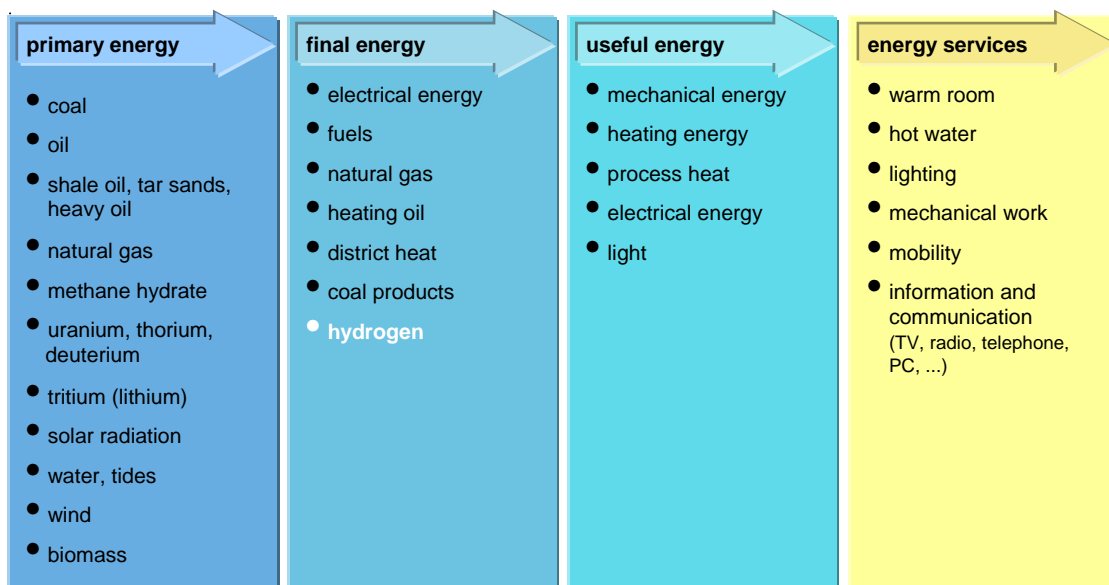 primary energy
• coal
• oil
• shale oil, tar sands,
heavy oil
• natural gas
• methane hydrate
• uranium, thorium,
deuterium
• tritium (lithium)
• solar radiation
• water, tides
• wind
• biomass
final energy
• electrical energy
• fuels
• natural gas
• heating oil
• district heat
• coal products
• hydrogen
useful energy
• mechanical energy
• heating energy
• process heat
• electrical energy
• light
energy services
• warm room
• hot water
• lighting
• mechanical work
• mobility
• information and
communication
(TV, radio, telephone,
PC, ...)